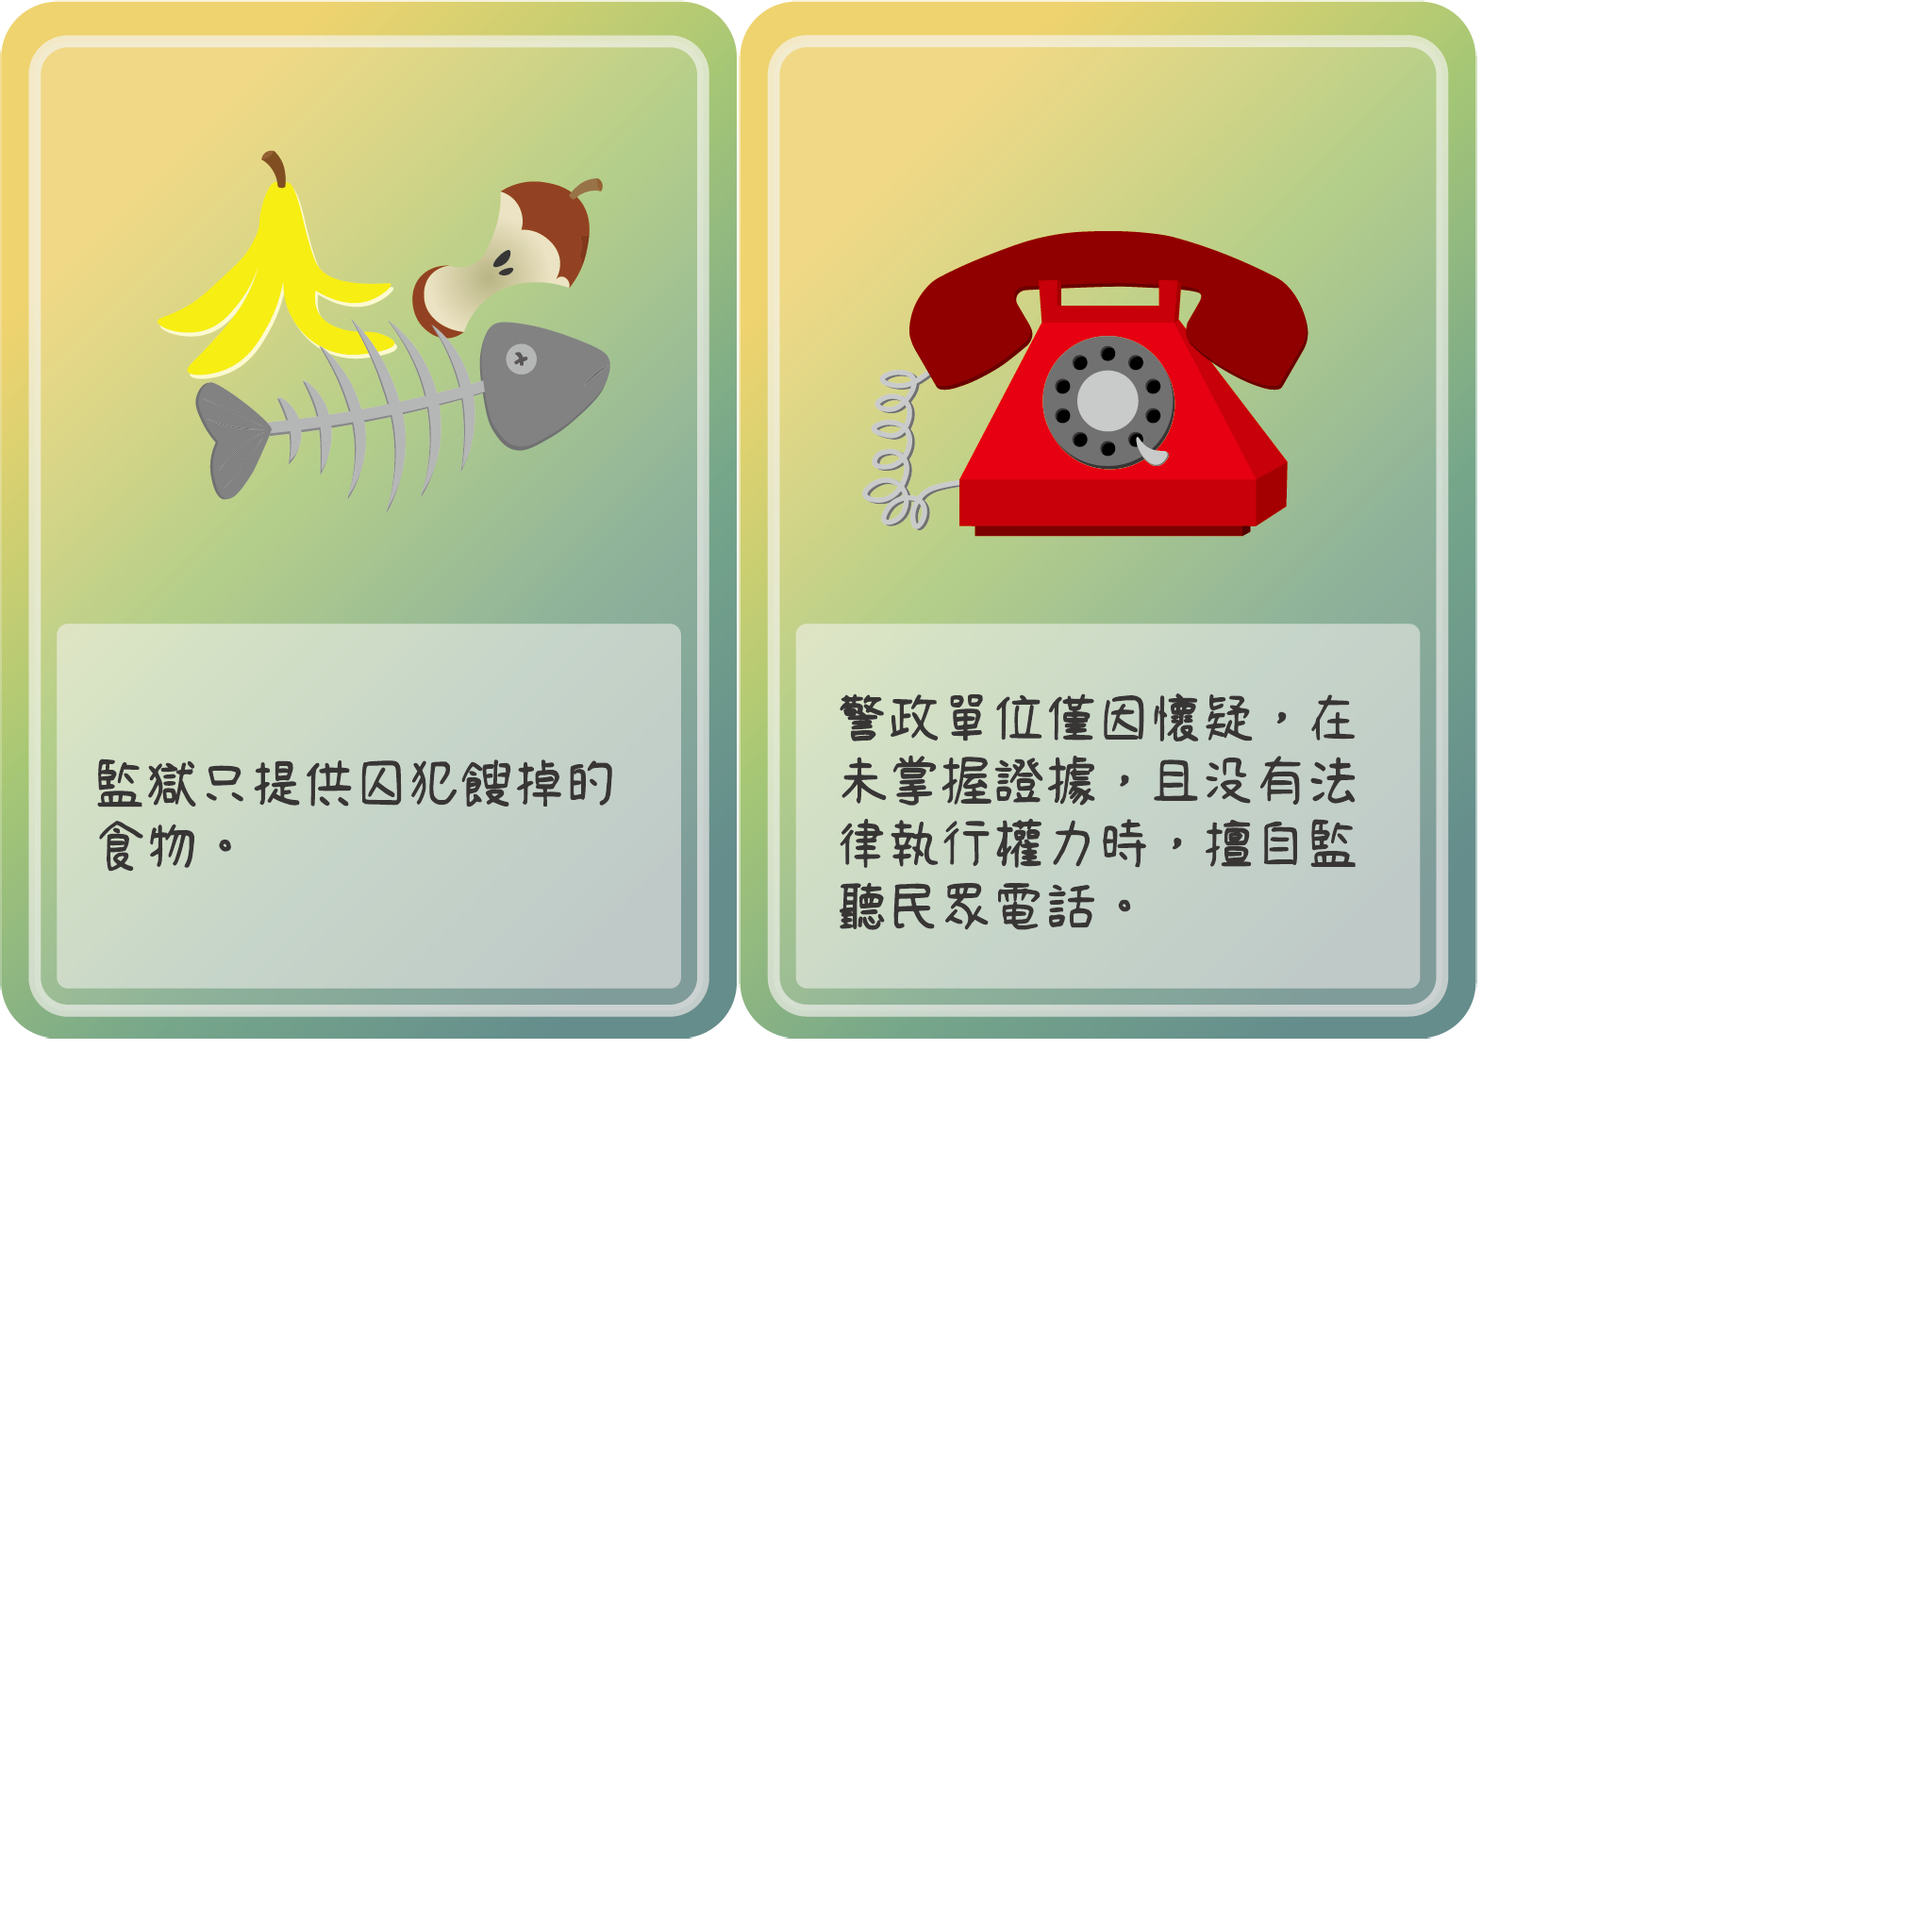 監獄只提供囚犯餿掉的
食物。
警政單位僅因懷疑，在
未掌握證據，且沒有法
律執行權力時，擅自監
聽民眾電話。